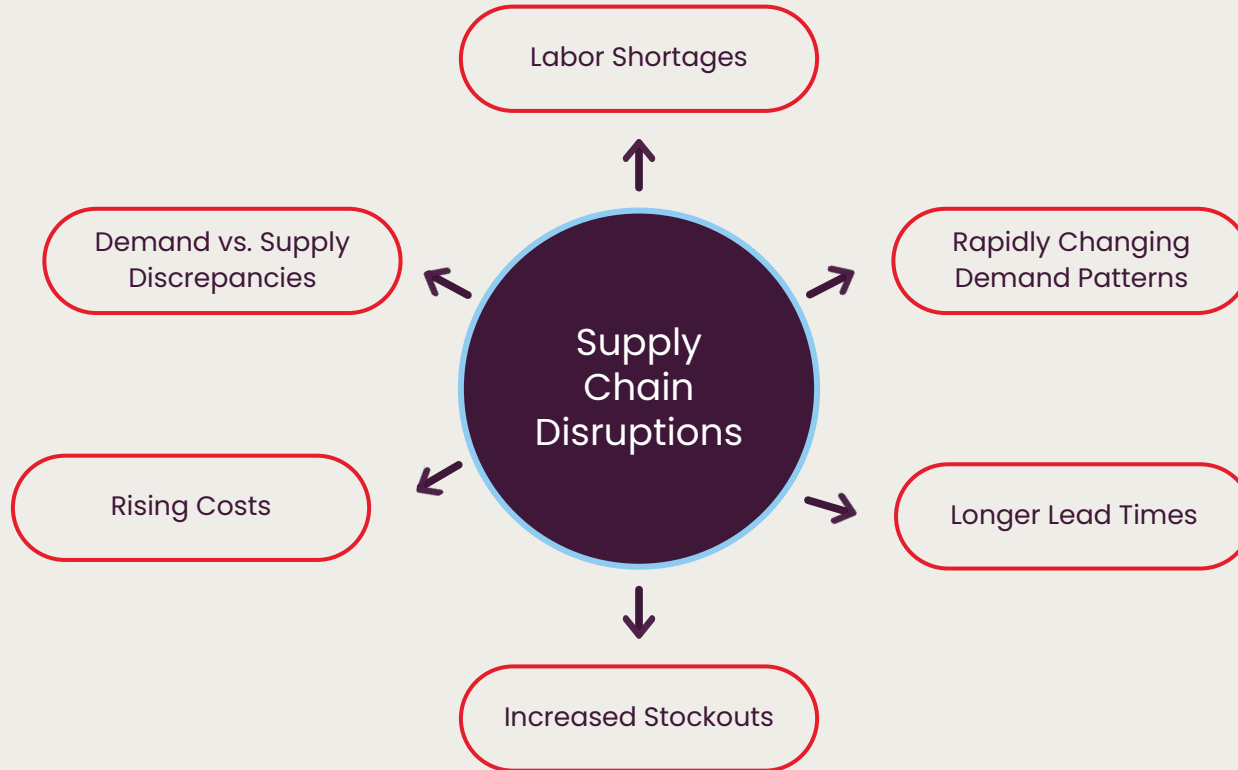 Labor Shortages
Demand vs. Supply
Discrepancies
Rapidly Changing
Demand Patterns
Supply
Chain
Disruptions
Rising Costs
Longer Lead Times
Increased Stockouts